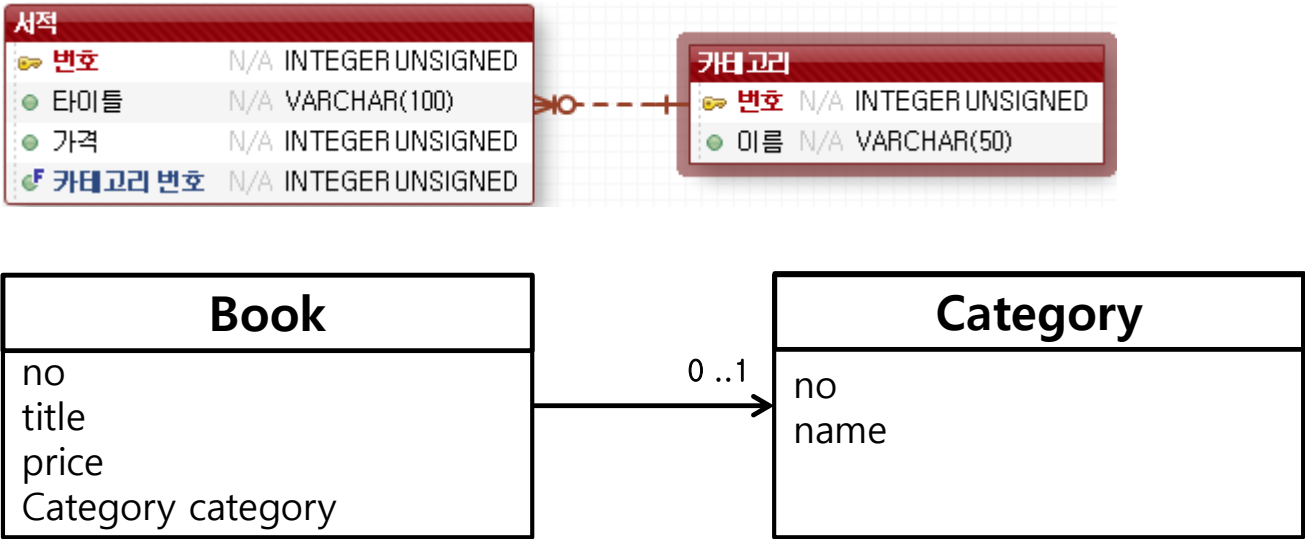 서적
번호 N/A INTEGER UNSIGNED
타이틀 N/A VARCHAR(100)
가격 N/A INTEGER UNSIGNED
F 카테고리 번호 N/A INTEGER UNSIGNED
카테고리
번호 N/A INTEGER UNSIGNED
이름 N/A VARCHAR(50)
Book
no
title
price
Category category
0 ..1
Category
no
name